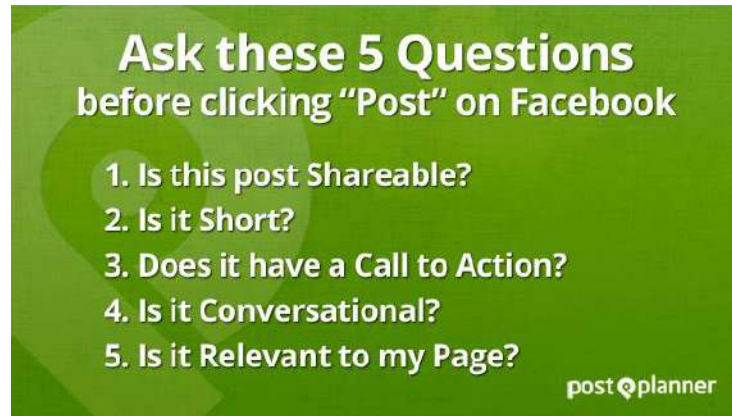 Ask these 5 Questions
before clicking “Post” on Facebook
1. Is this post Shareable?
2. Is it Short?
3. Does it have a Call to Action?
4. Is it Conversational?
5. Is it Relevant to my Page?
post planner